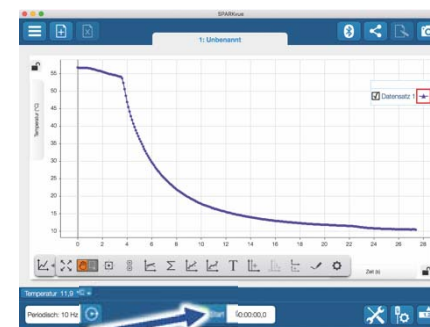 SPARKvue
1: Unbenannt
Datensatz 1
Temperatur (°C)
55
50
45
40
35
30
25
20
15
10
0 2 4 6 8 10 12 14 16 18 20 22 24 26 28
Zeit (s)
Temperatur 11,9 °C
Periodisch: 10 Hz
Start
00:00:00,0